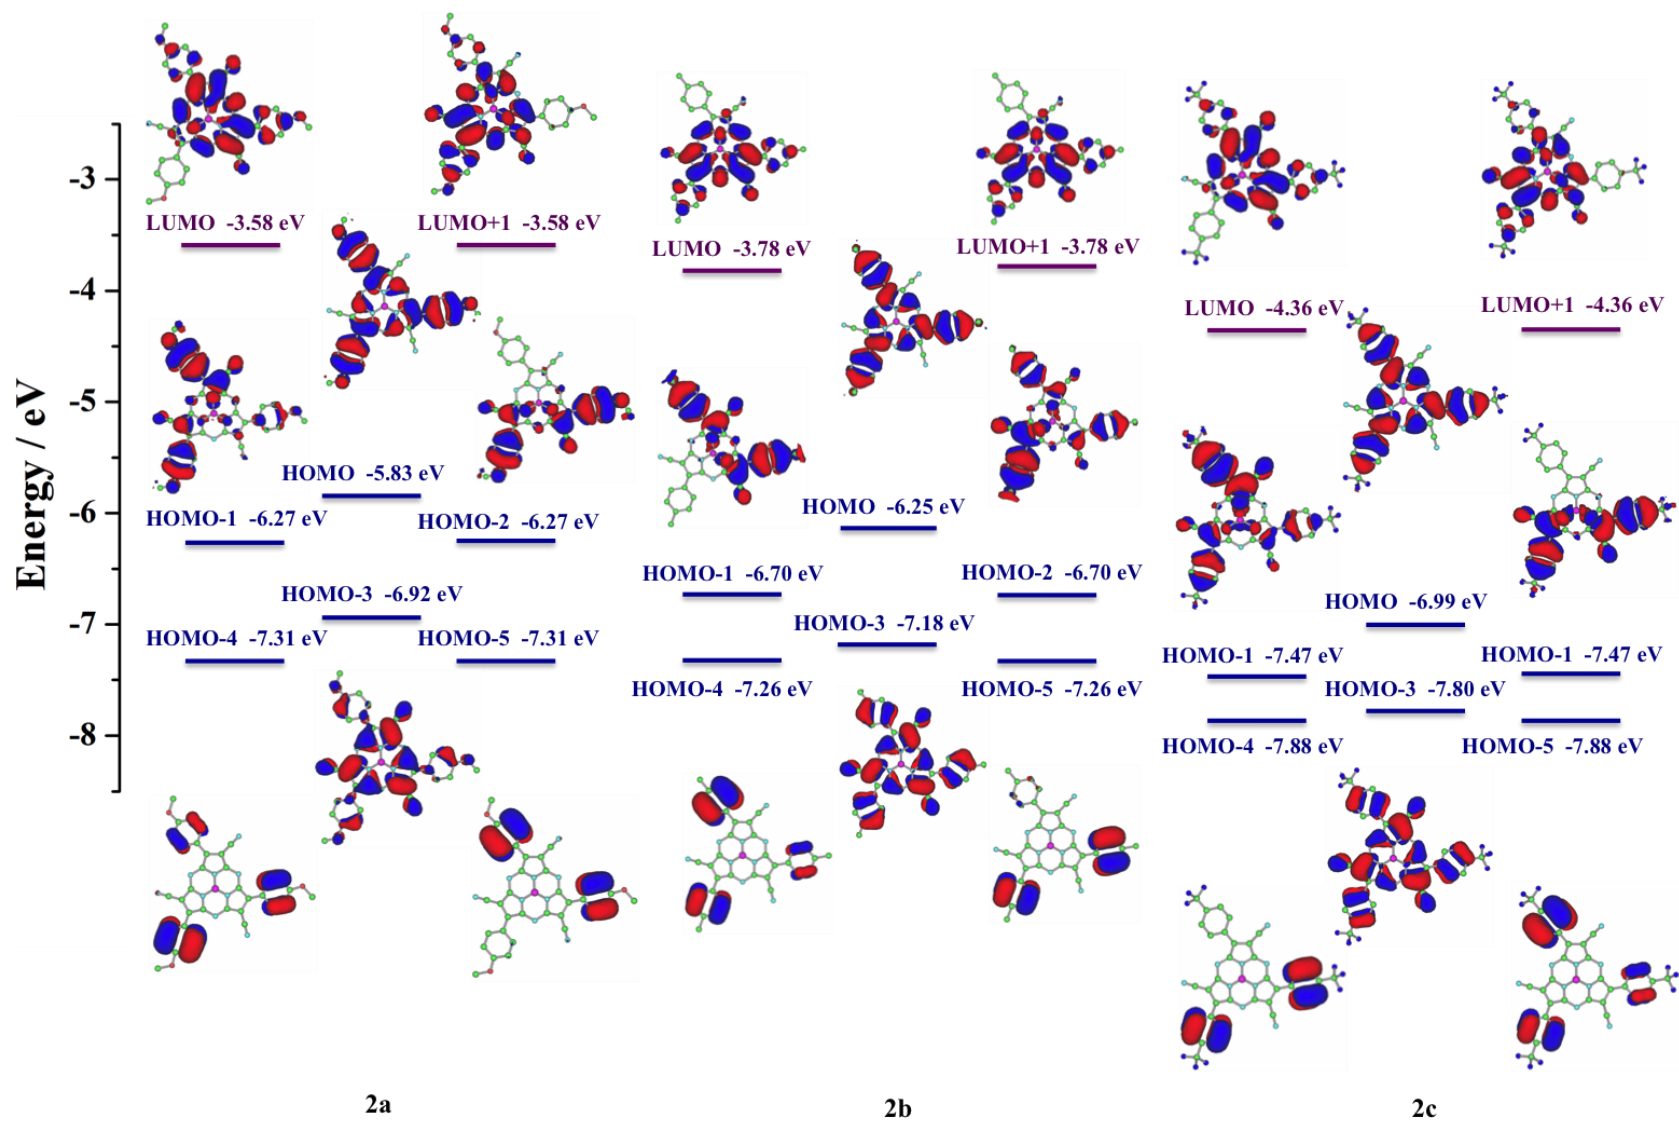 Energy / eV
-3
-4
-5
-6
-7
-8
LUMO -3.58 eV
LUMO+1 -3.58 eV
HOMO -5.83 eV
HOMO-1 -6.27 eV
HOMO-2 -6.27 eV
HOMO-3 -6.92 eV
HOMO-4 -7.31 eV
HOMO-5 -7.31 eV
2a
LUMO -3.78 eV
LUMO+1 -3.78 eV
HOMO -6.25 eV
HOMO-1 -6.70 eV
HOMO-2 -6.70 eV
HOMO-3 -7.18 eV
HOMO-4 -7.26 eV
HOMO-5 -7.26 eV
2b
LUMO -4.36 eV
LUMO+1 -4.36 eV
HOMO -6.99 eV
HOMO-1 -7.47 eV
HOMO-1 -7.47 eV
HOMO-3 -7.80 eV
HOMO-4 -7.88 eV
HOMO-5 -7.88 eV
2c